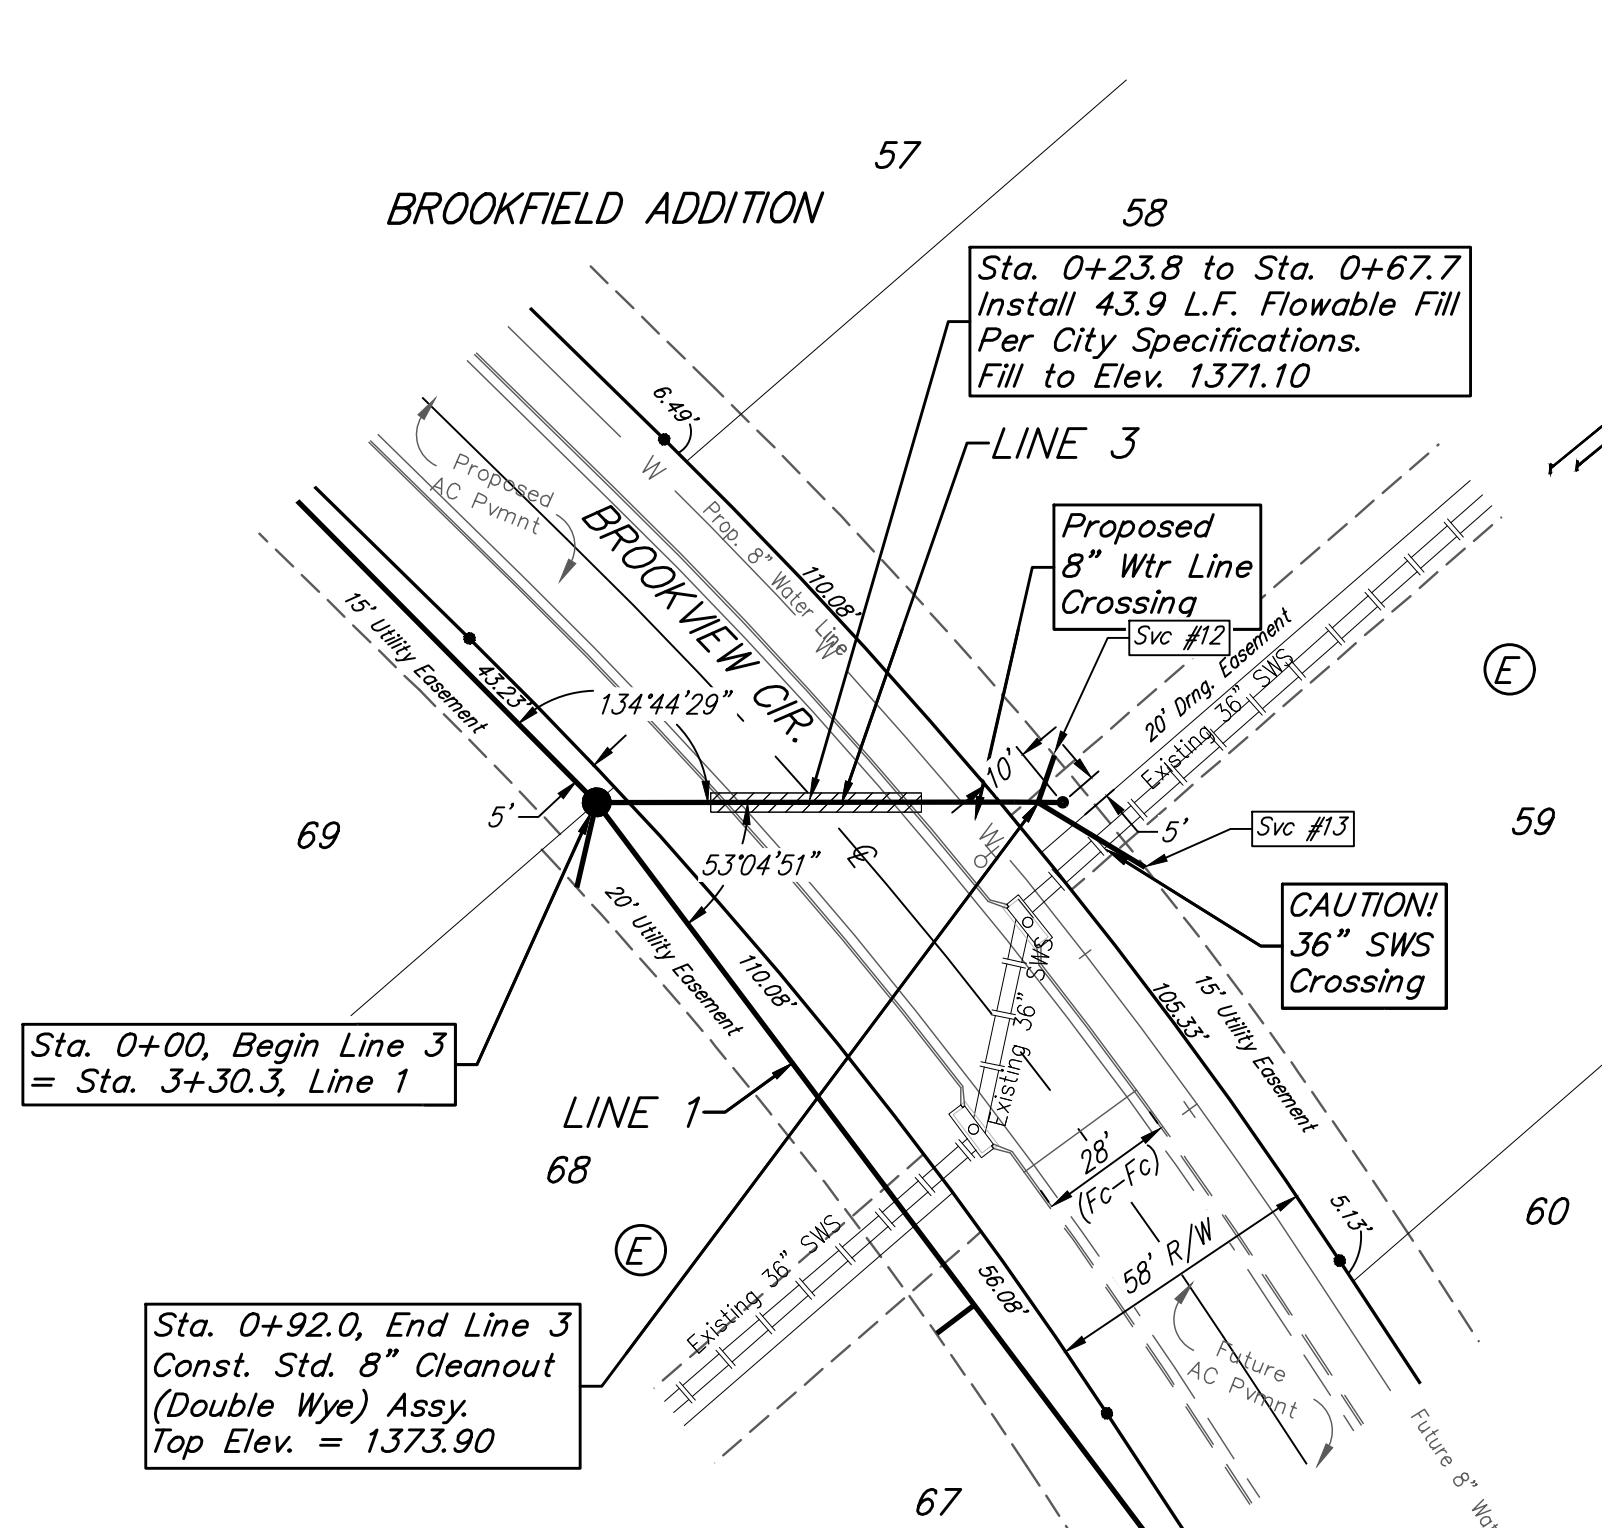 57
BROOKFIELD ADDITION
58
Sta. 0+23.8 to Sta. 0+67.7
Install 43.9 L.F. Flowable Fill
Per City Specifications.
Fill to Elev. 1371.10
6.49'
LINE 3
Proposed
AC Pvmnt
W
Prop. 8" Water Line
W
110.08'
BROOKVIEW CIR.
Proposed
8" Wtr Line
Crossing
Svc #12
15' Utility Easement
43.23'
134°44'29"
20' Drng. Easement
Existing 36" SWS
E
10'
5'
5'
69
Svc #13
59
53°04'51"
W
20' Utility Easement
110.08'
CAUTION!
36" SWS
Crossing
Existing 36" SWS
105.33'
15' Utility Easement
Sta. 0+00, Begin Line 3
= Sta. 3+30.3, Line 1
LINE 1
68
28'
(Fc-Fc)
58' R/W
5.13'
60
E
Existing 36" SWS
56.08'
Sta. 0+92.0, End Line 3
Const. Std. 8" Cleanout
(Double Wye) Assy.
Top Elev. = 1373.90
Future
AC Pvmnt
Future 8" Wat
67